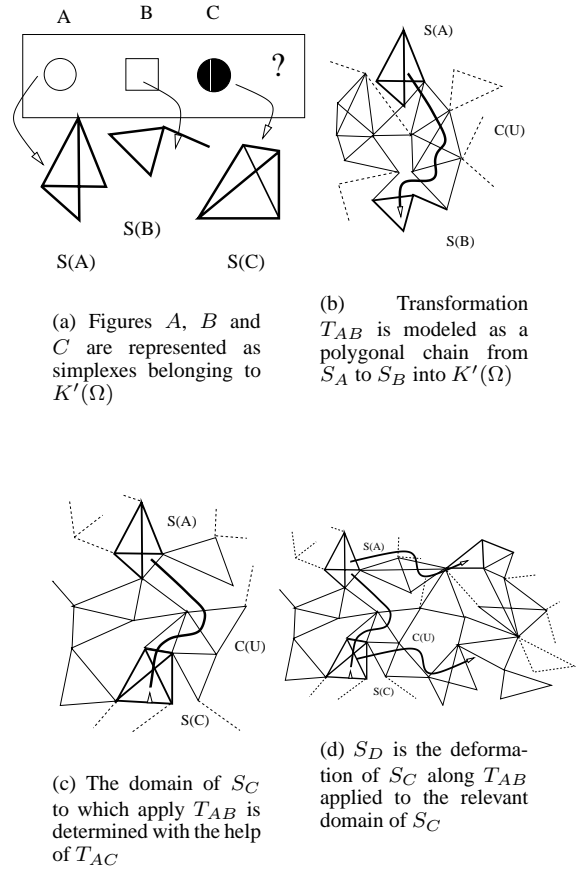 A B C
?
S(A)
S(B)
S(C)
(a) Figures A, B and
C are represented as
simplexes belonging to
K′(Ω)
S(A)
C(U)
S(B)
(b) Transformation
T_AB is modeled as a
polygonal chain from
S_A to S_B into K′(Ω)
S(A)
C(U)
S(C)
(c) The domain of S_C
to which apply T_AB is
determined with the help
of T_AC
S(A)
C(U)
S(C)
(d) S_D is the deforma-
tion of S_C along T_AB
applied to the relevant
domain of S_C